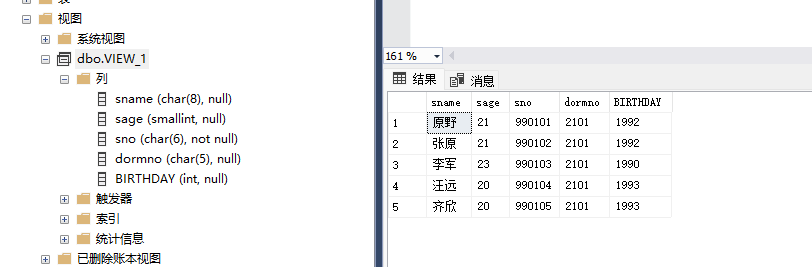 视图
系统视图
dbo.VIEW_1
列
sname (char(8), null)
sage (smallint, null)
sno (char(6), not null)
dormno (char(5), null)
BIRTHDAY (int, null)
触发器
索引
统计信息
已删除账本视图
161 %
结果 消息
sname sage sno dormno BIRTHDAY
1 原野 21 990101 2101 1992
2 张原 21 990102 2101 1992
3 李军 23 990103 2101 1990
4 汪远 20 990104 2101 1993
5 齐欣 20 990105 2101 1993